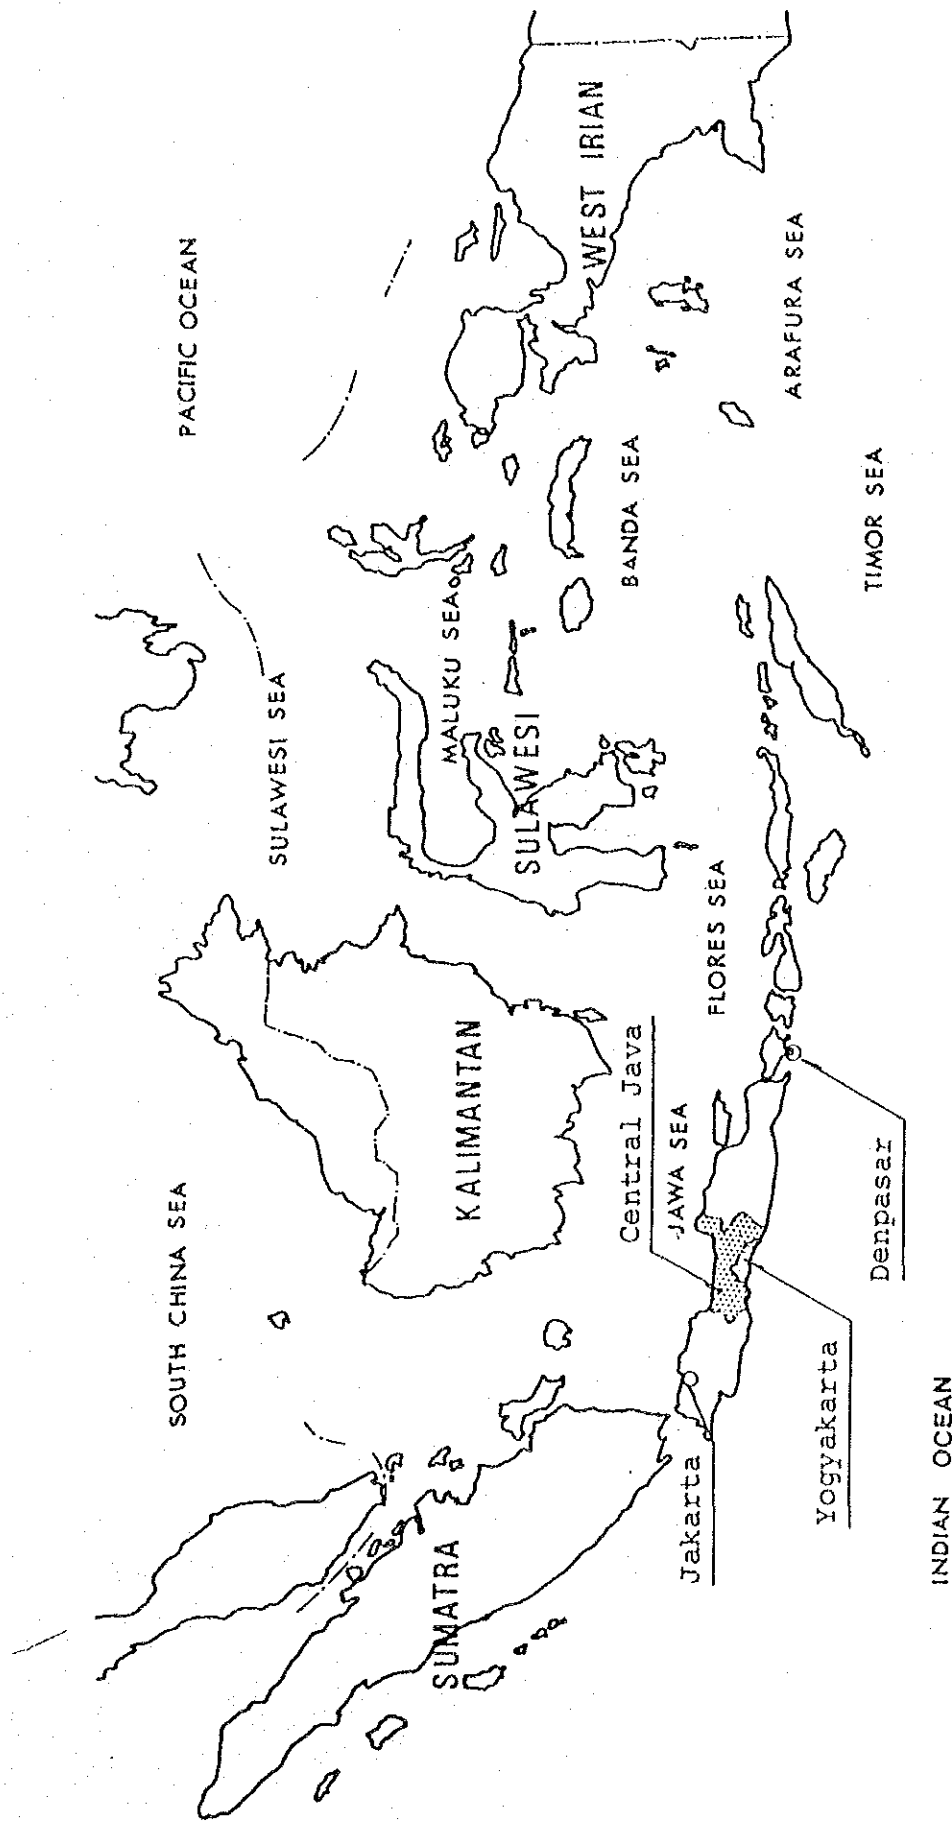 PACIFIC OCEAN
SOUTH CHINA SEA
SULAWESI SEA
MALUKU SEA
SUMATRA
KALIMANTAN
SULAWESI
WEST IRIAN
BANDA SEA
Central Java
JAWA SEA
FLORES SEA
ARAFURA SEA
Jakarta
TIMOR SEA
Yogyakarta
Denpasar
INDIAN OCEAN